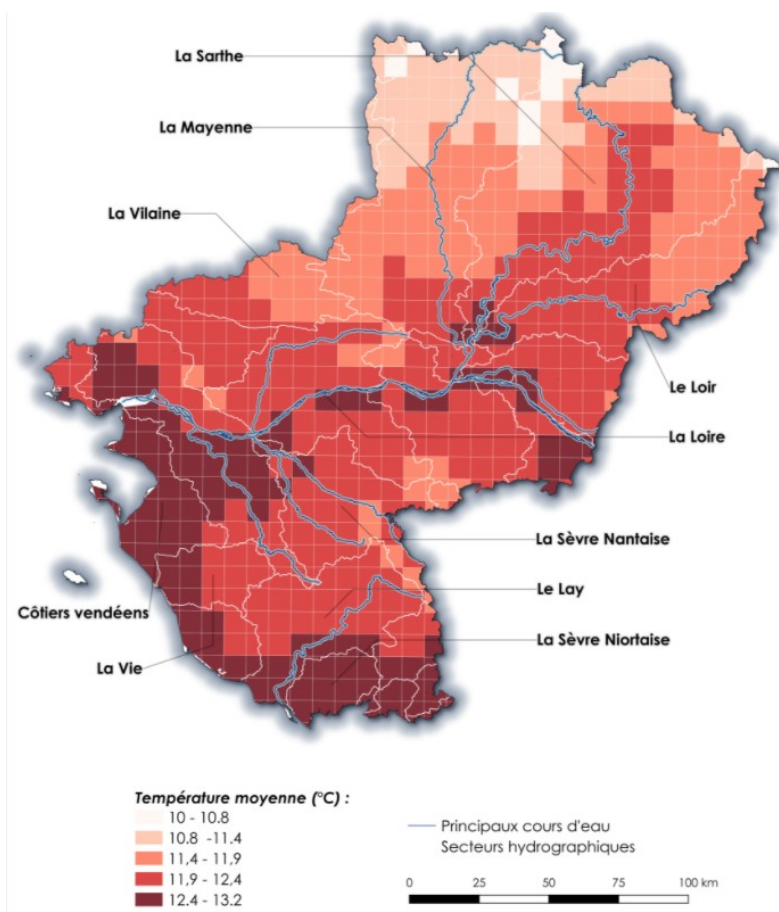 La Sarthe
La Mayenne
La Vilaine
Le Loir
La Loire
La Sèvre Nantaise
Le Lay
Côtiers vendéens
La Sèvre Niortaise
La Vie
Température moyenne (°C) :
10 - 10.8
10.8 -11.4
11.4 - 11.9
11.9 - 12.4
12.4 - 13.2
Principaux cours d'eau
Secteurs hydrographiques
0 25 50 75 100 km